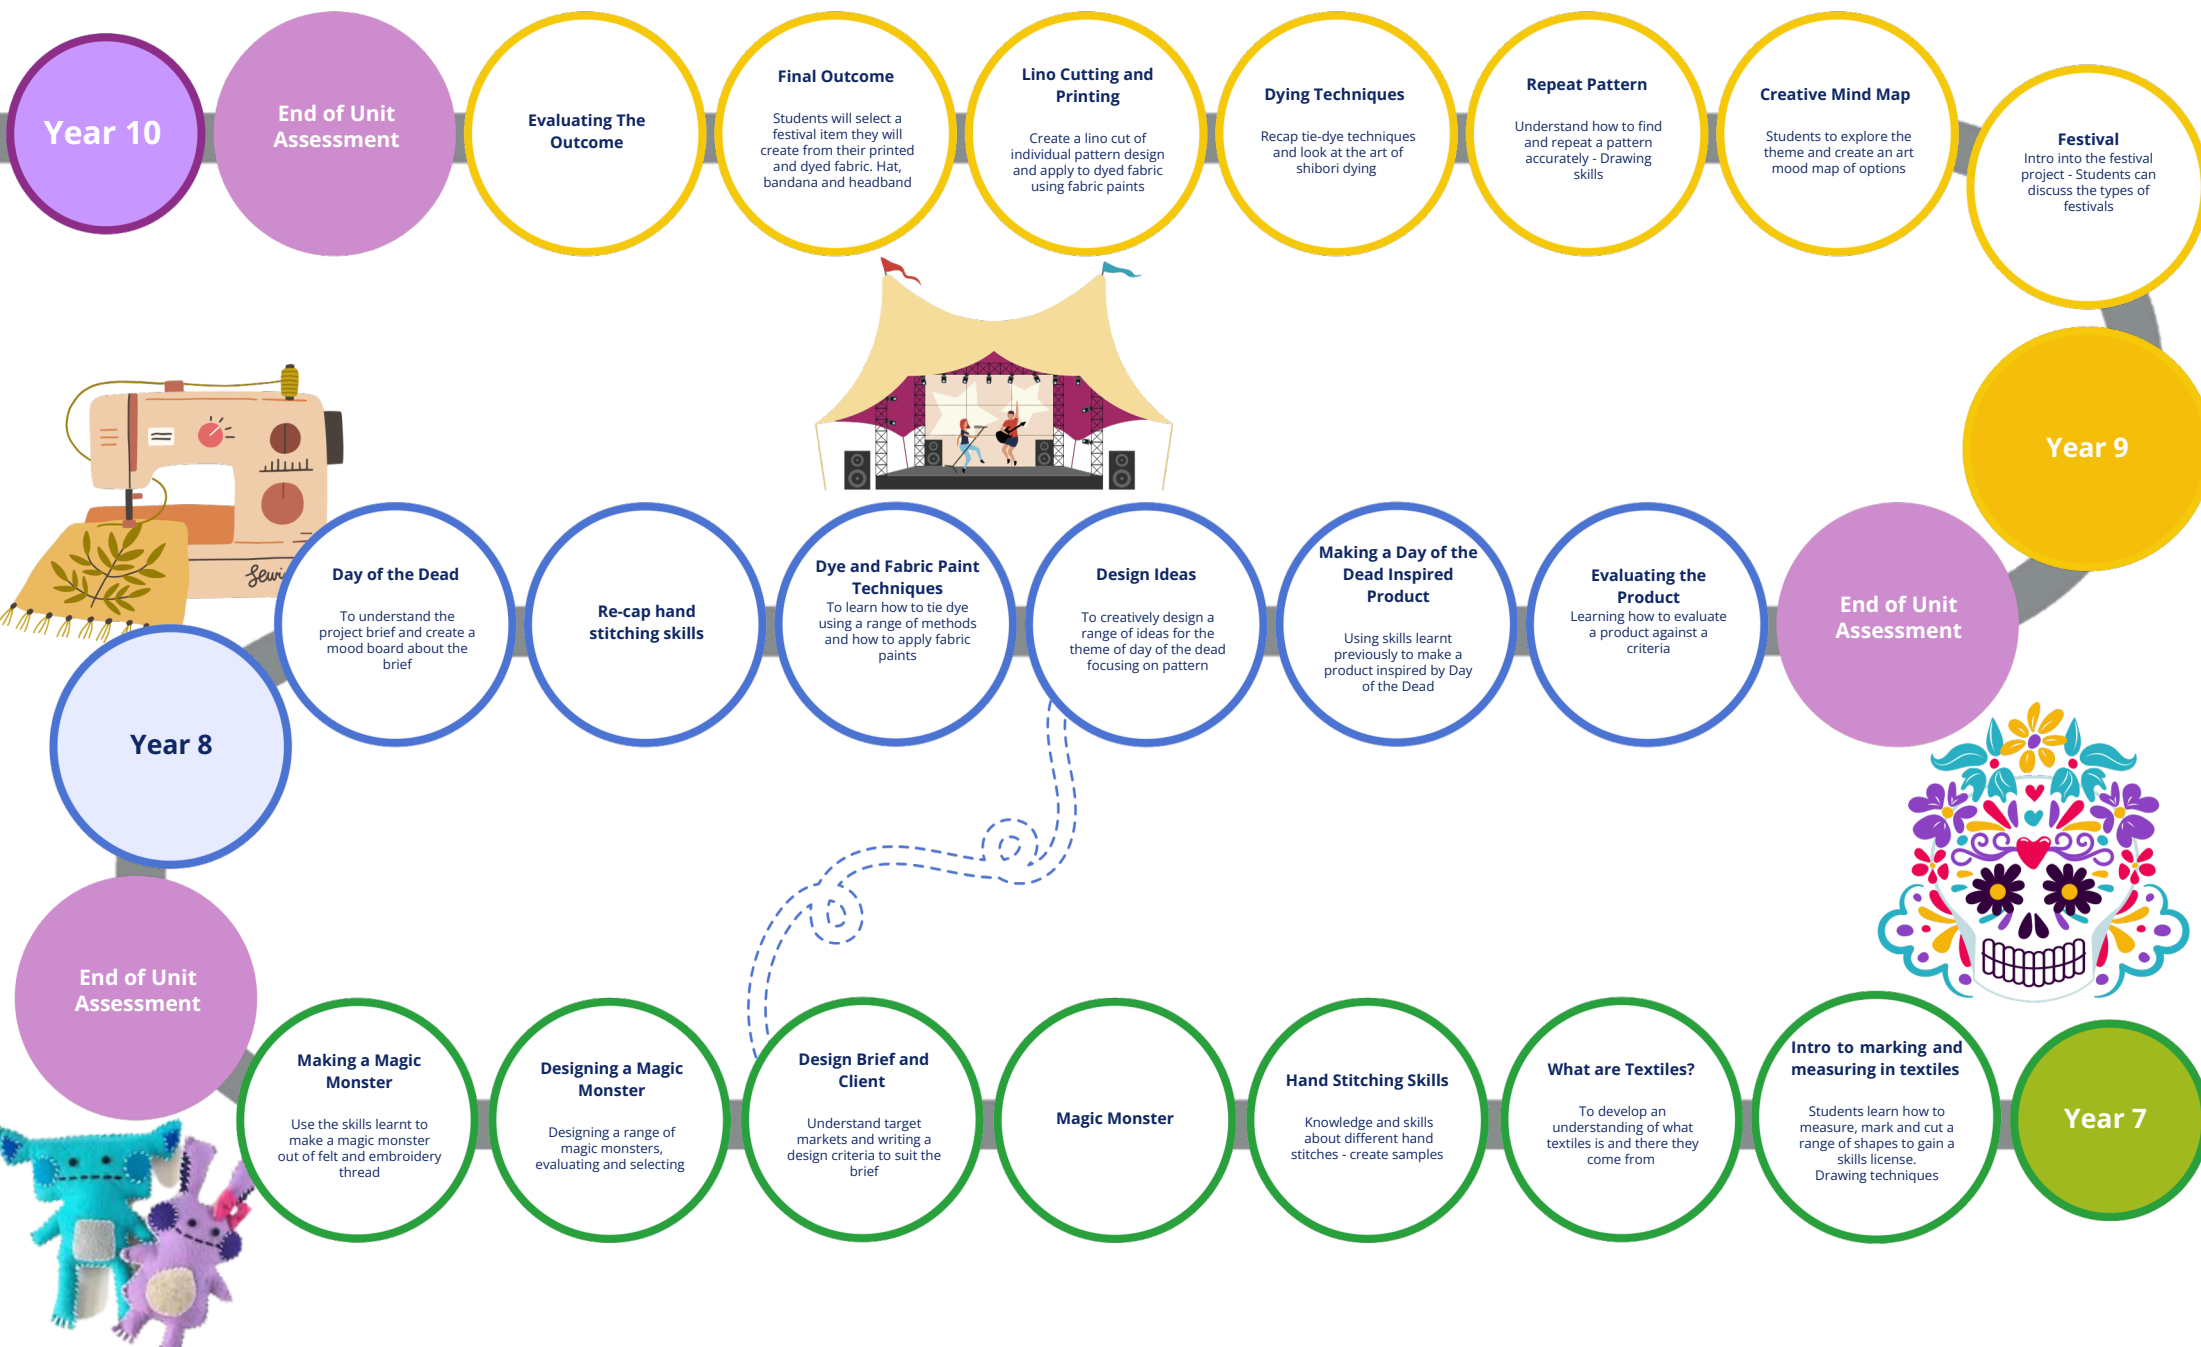 Year 10
End of Unit
Assessment
Evaluating The
Outcome
Final Outcome
Students will select a
festival item they will
create from their printed
and dyed fabric. Hat,
bandana and headband
Lino Cutting and
Printing
Create a lino cut of
individual pattern design
and apply to dyed fabric
using fabric paints
Dying Techniques
Recap tie-dye techniques
and look at the art of
shibori dying
Repeat Pattern
Understand how to find
and repeat a pattern
accurately - Drawing
skills
Creative Mind Map
Students to explore the
theme and create an art
mood map of options
Festival
Intro into the festival
project - Students can
discuss the types of
festivals
Year 9
Day of the Dead
To understand the
project brief and create a
mood board about the
brief
Re-cap hand
stitching skills
Dye and Fabric Paint
Techniques
To learn how to tie dye
using a range of methods
and how to apply fabric
paints
Design Ideas
To creatively design a
range of ideas for the
theme of day of the dead
focusing on pattern
Making a Day of the
Dead Inspired
Product
Using skills learnt
previously to make a
product inspired by Day
of the Dead
Evaluating the
Product
Learning how to evaluate
a product against a
criteria
End of Unit
Assessment
Year 8
End of Unit
Assessment
Making a Magic
Monster
Use the skills learnt to
make a magic monster
out of felt and embroidery
thread
Designing a Magic
Monster
Designing a range of
magic monsters,
evaluating and selecting
Design Brief and
Client
Understand target
markets and writing a
design criteria to suit the
brief
Magic Monster
Hand Stitching Skills
Knowledge and skills
about different hand
stitches - create samples
What are Textiles?
To develop an
understanding of what
textiles is and there they
come from
Intro to marking and
measuring in textiles
Students learn how to
measure, mark and cut a
range of shapes to gain a
skills license.
Drawing techniques
Year 7